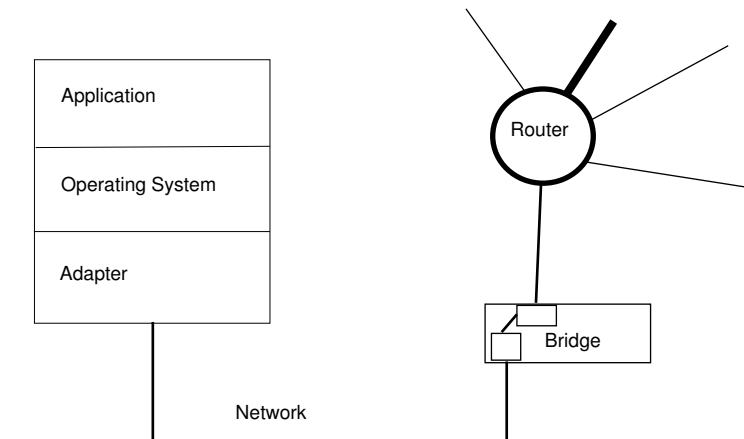 Application
Operating System
Adapter
Network
Router
Bridge